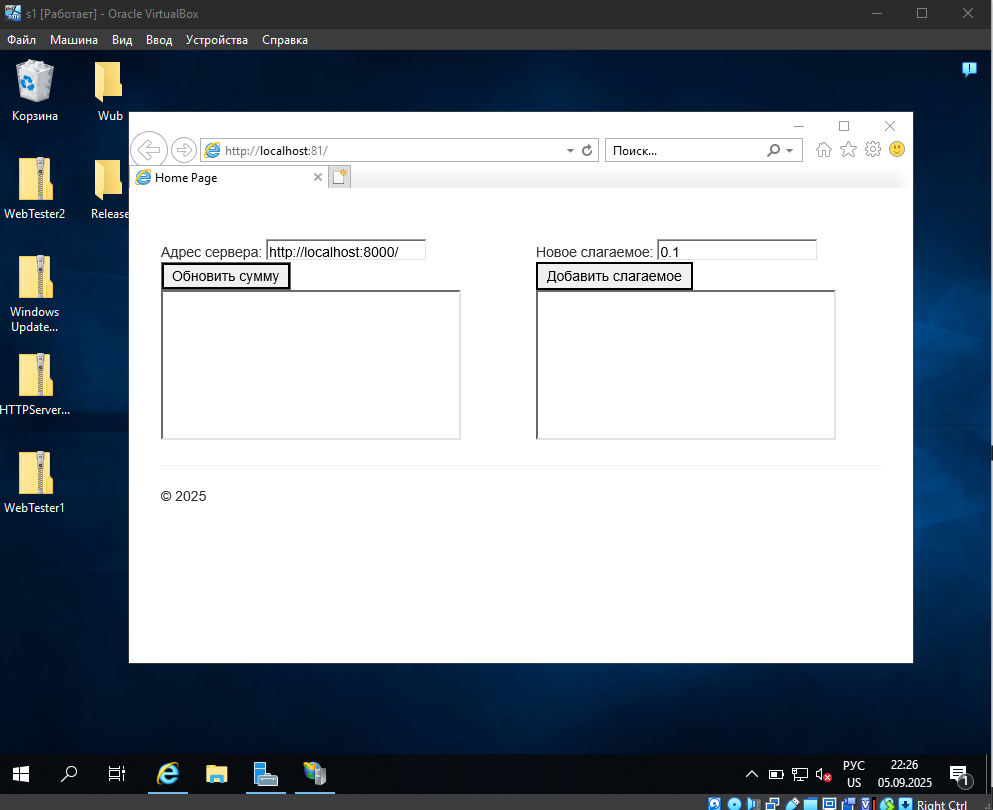 s1 [Работает] - Oracle VirtualBox
Файл Машина Вид Ввод Устройства Справка
Корзина
Wub
WebTester2
Release
Windows
Update...
HTTPServer...
WebTester1
http://localhost:81/
Поиск...
Home Page
Адрес сервера: http://localhost:8000/
Обновить сумму
Новое слагаемое: 0.1
Добавить слагаемое
© 2025
РУС
US
22:26
05.09.2025
1
Right Ctrl